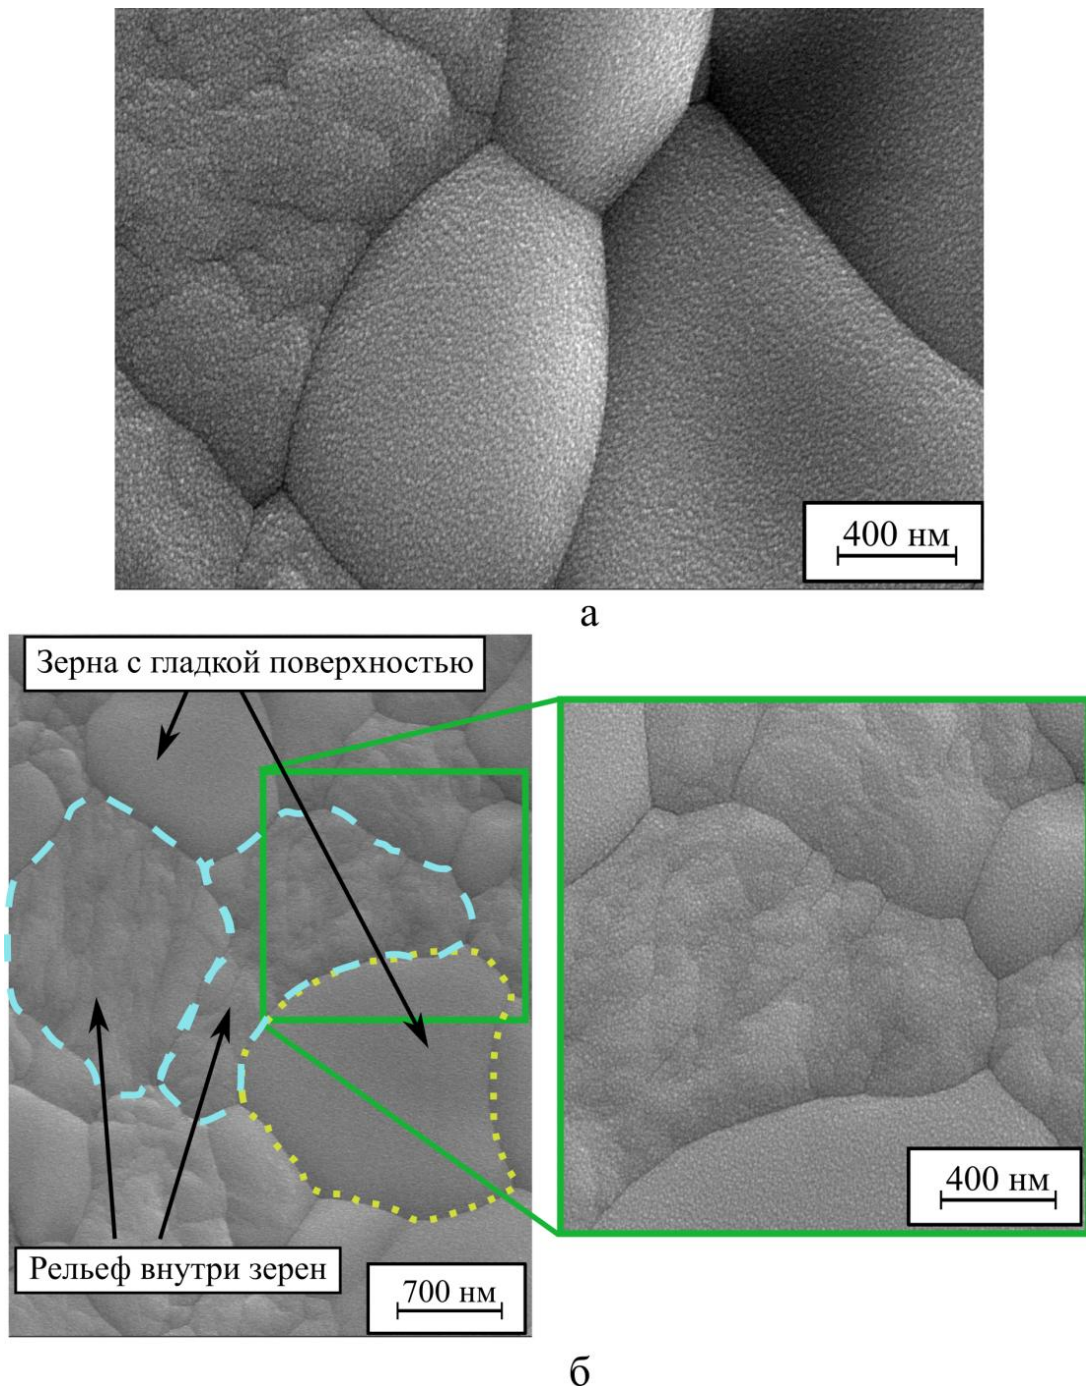 400 нм
а
Зерна с гладкой поверхностью
400 нм
Рельеф внутри зерен
700 нм
б